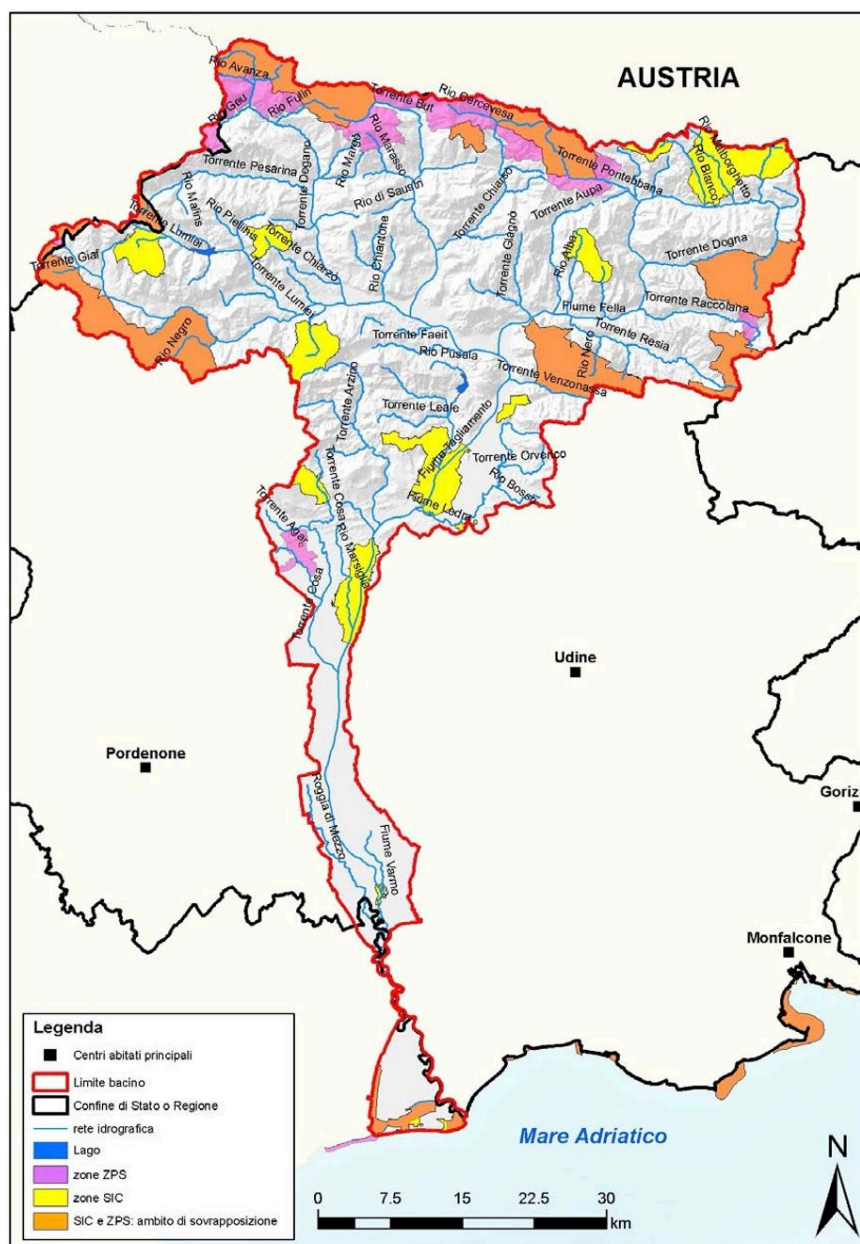 AUSTRIA
Rio Avanza
Rio Geu
Rio Fulin
Torrente But
Rio Cercevesa
Rio Malborghetto
Rio Bianco
Rio Margò
Rio Marasso
Torrente Pontebbana
Torrente Pesarina
Torrente Degano
Torrente Chiarsò
Torrente Aupa
Rio di Saustri
Rio Marins
Rio Pielinis
Torrente Lumiei
Torrente Chiarzò
Rio Chiantone
Torrente Glagnò
Rio Alba
Torrente Dogna
Torrente Giaf
Torrente Lumiei
Fiume Fella
Torrente Raccolana
Rio Negro
Torrente Faeit
Rio Pusala
Torrente Resia
Rio Nero
Torrente Arzino
Torrente Venzonassa
Torrente Leale
Fiume Tagliamento
Torrente Orvenco
Rio Bosso
Torrente Cosa
Fiume Ledra
Torrente Agar
Rio Marsiglia
Torrente Cosa
Udine
Pordenone
Goriz
Roggia di Mezzo
Fiume Varmo
Monfalcone
Legenda
Centri abitati principali
Limite bacino
Confine di Stato o Regione
rete idrografica
Lago
zone ZPS
zone SIC
SIC e ZPS: ambito di sovrapposizione
Mare Adriatico
N
0 7.5 15 22.5 30
km